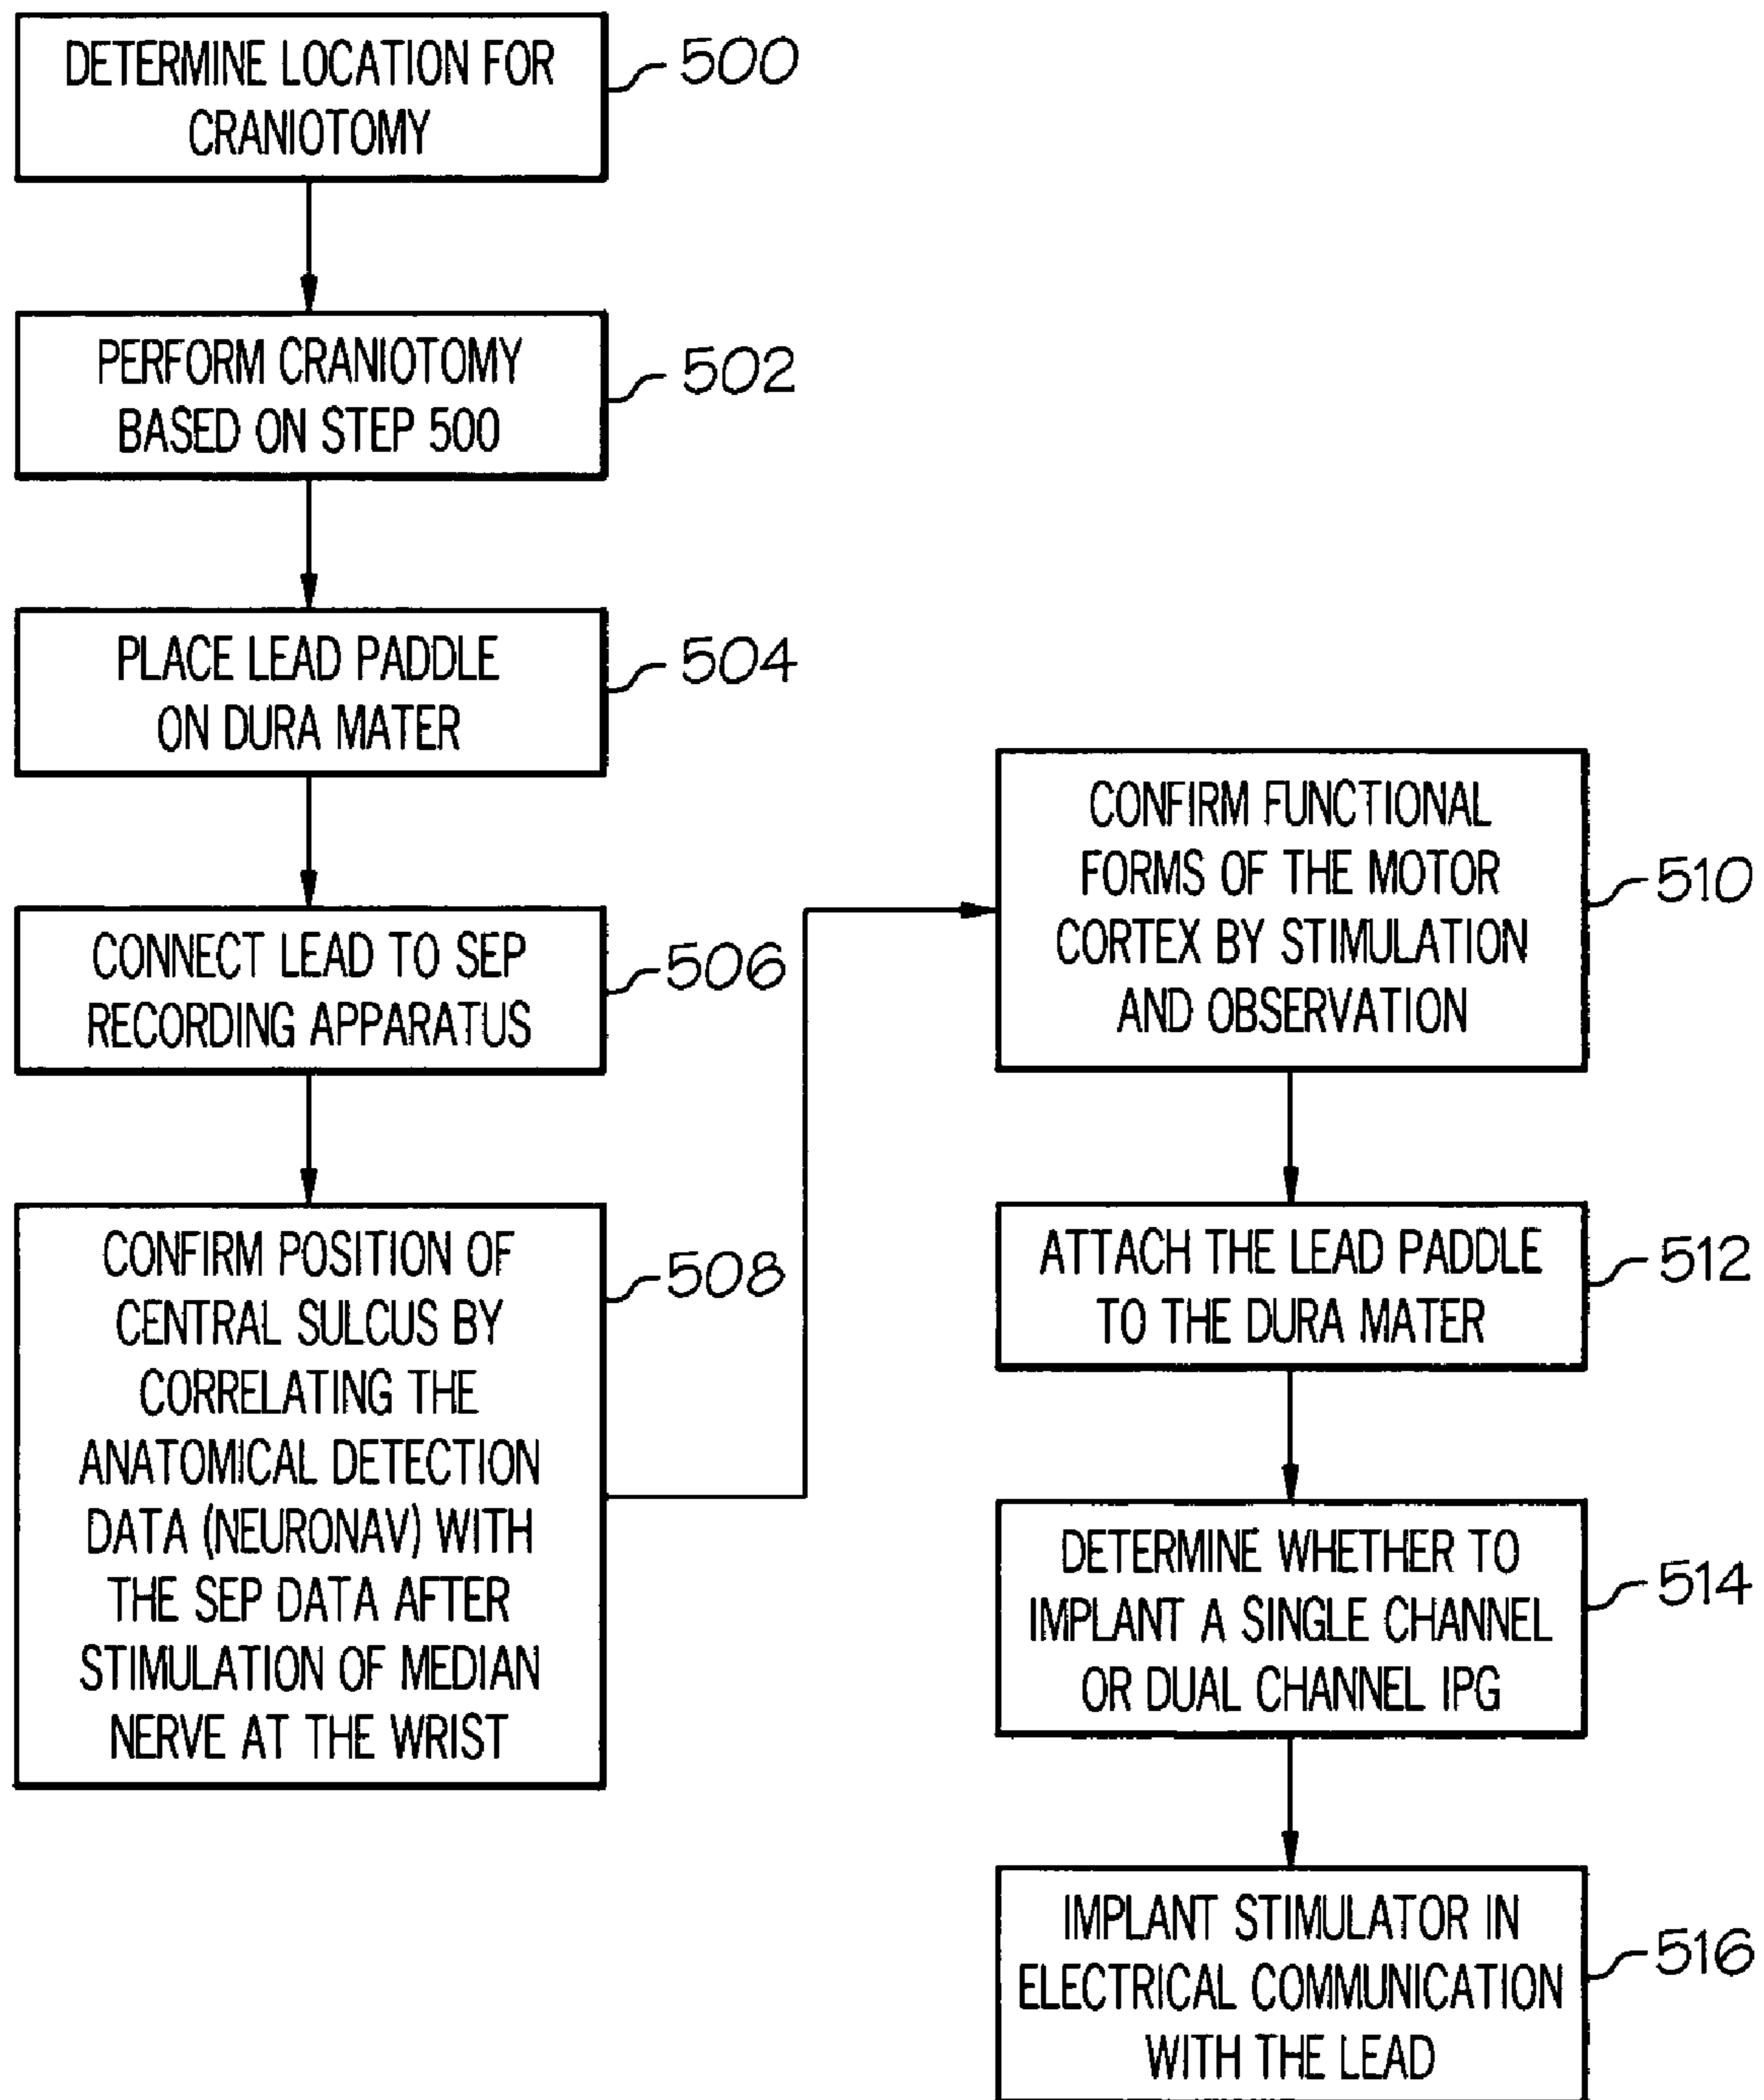 DETERMINE LOCATION FOR
CRANIOTOMY
500
PERFORM CRANIOTOMY
BASED ON STEP 500
502
PLACE LEAD PADDLE
ON DURA MATER
504
CONNECT LEAD TO SEP
RECORDING APPARATUS
506
CONFIRM POSITION OF
CENTRAL SULCUS BY
CORRELATING THE
ANATOMICAL DETECTION
DATA (NEURONAV) WITH
THE SEP DATA AFTER
STIMULATION OF MEDIAN
NERVE AT THE WRIST
508
CONFIRM FUNCTIONAL
FORMS OF THE MOTOR
CORTEX BY STIMULATION
AND OBSERVATION
510
ATTACH THE LEAD PADDLE
TO THE DURA MATER
512
DETERMINE WHETHER TO
IMPLANT A SINGLE CHANNEL
OR DUAL CHANNEL IPG
514
IMPLANT STIMULATOR IN
ELECTRICAL COMMUNICATION
WITH THE LEAD
516